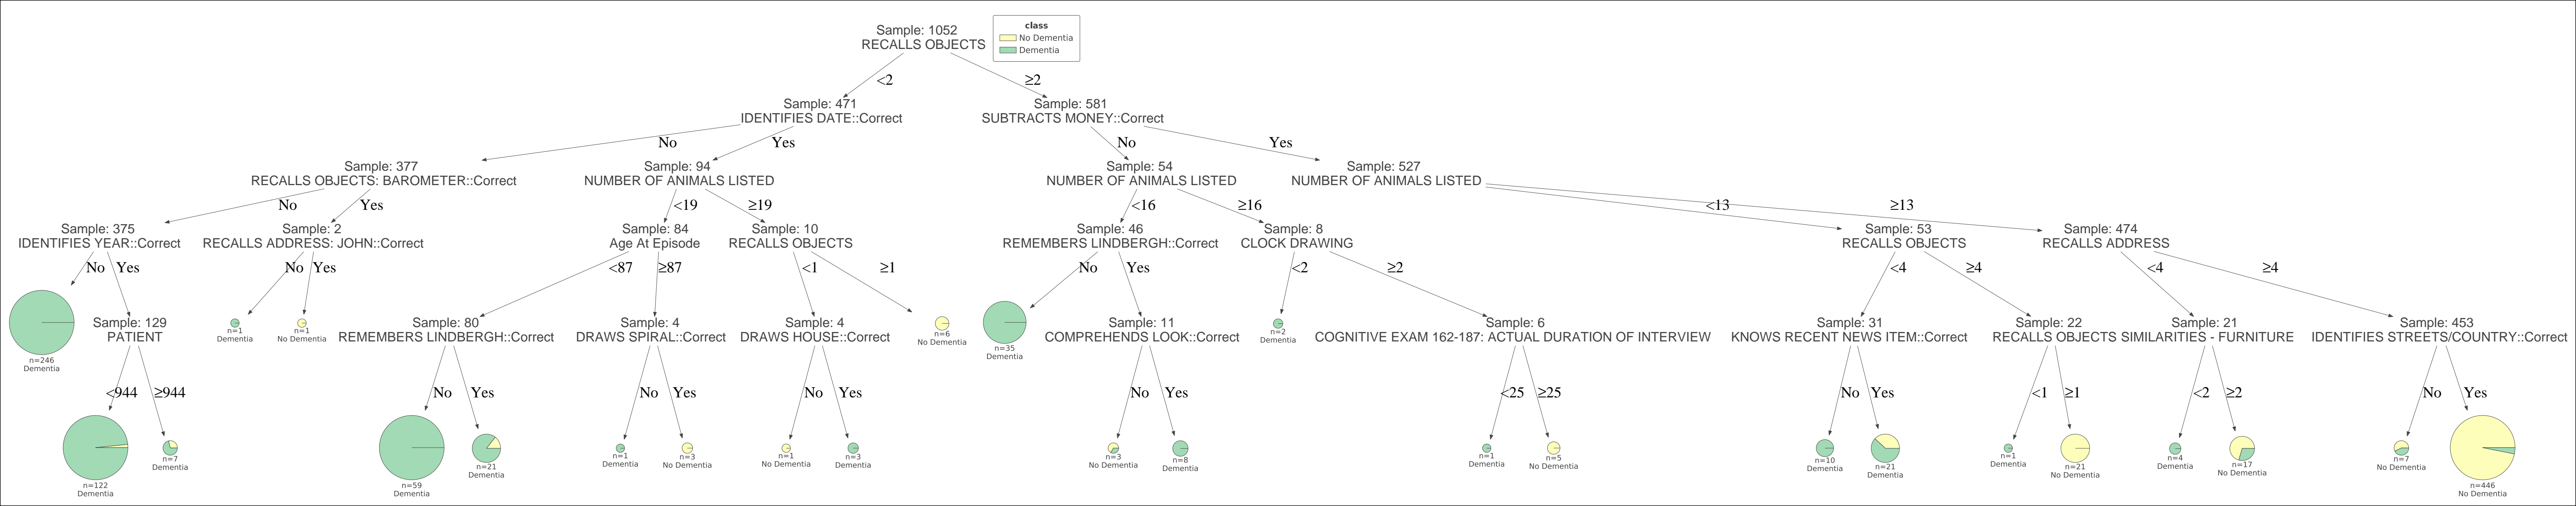 Sample: 1052
RECALLS OBJECTS
class
No Dementia
Dementia
<2
≥2
Sample: 471
IDENTIFIES DATE::Correct
Sample: 581
SUBTRACTS MONEY::Correct
No
Yes
No
Yes
Sample: 377
RECALLS OBJECTS: BAROMETER::Correct
Sample: 94
NUMBER OF ANIMALS LISTED
Sample: 54
NUMBER OF ANIMALS LISTED
Sample: 527
NUMBER OF ANIMALS LISTED
No
Yes
<19
≥19
<16
≥16
<13
≥13
Sample: 375
IDENTIFIES YEAR::Correct
Sample: 2
RECALLS ADDRESS: JOHN::Correct
Sample: 84
Age At Episode
Sample: 10
RECALLS OBJECTS
Sample: 46
REMEMBERS LINDBERGH::Correct
Sample: 8
CLOCK DRAWING
Sample: 53
RECALLS OBJECTS
Sample: 474
RECALLS ADDRESS
No
Yes
No
Yes
<87
≥87
<1
≥1
No
Yes
<2
≥2
<4
≥4
<4
≥4
n=246
Dementia
Sample: 129
PATIENT
n=1
Dementia
n=1
No Dementia
Sample: 80
REMEMBERS LINDBERGH::Correct
Sample: 4
DRAWS SPIRAL::Correct
Sample: 4
DRAWS HOUSE::Correct
n=6
No Dementia
n=35
Dementia
Sample: 11
COMPREHENDS LOOK::Correct
n=2
Dementia
Sample: 6
COGNITIVE EXAM 162-187: ACTUAL DURATION OF INTERVIEW
Sample: 31
KNOWS RECENT NEWS ITEM::Correct
Sample: 22
RECALLS OBJECTS
Sample: 21
SIMILARITIES - FURNITURE
Sample: 453
IDENTIFIES STREETS/COUNTRY::Correct
<944
≥944
No
Yes
No
Yes
No
Yes
No
Yes
<25
≥25
No
Yes
<1
≥1
<2
≥2
No
Yes
n=122
Dementia
n=7
Dementia
n=59
Dementia
n=21
Dementia
n=1
Dementia
n=3
No Dementia
n=1
No Dementia
n=3
Dementia
n=3
No Dementia
n=8
Dementia
n=1
Dementia
n=5
No Dementia
n=10
Dementia
n=21
Dementia
n=1
Dementia
n=21
No Dementia
n=4
Dementia
n=17
No Dementia
n=7
No Dementia
n=446
No Dementia